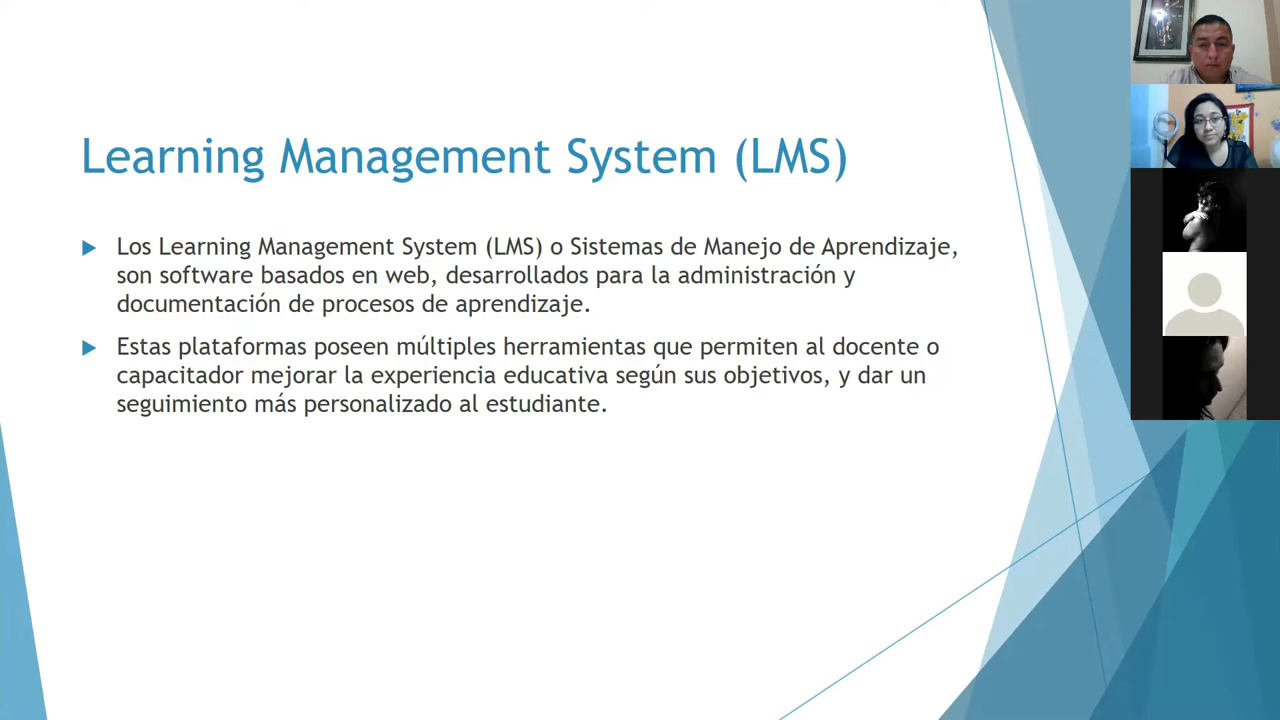 Learning Management System (LMS)
Los Learning Management System (LMS) o Sistemas de Manejo de Aprendizaje,
son software basados en web, desarrollados para la administración y
documentación de procesos de aprendizaje.
Estas plataformas poseen múltiples herramientas que permiten al docente o
capacitador mejorar la experiencia educativa según sus objetivos, y dar un
seguimiento más personalizado al estudiante.